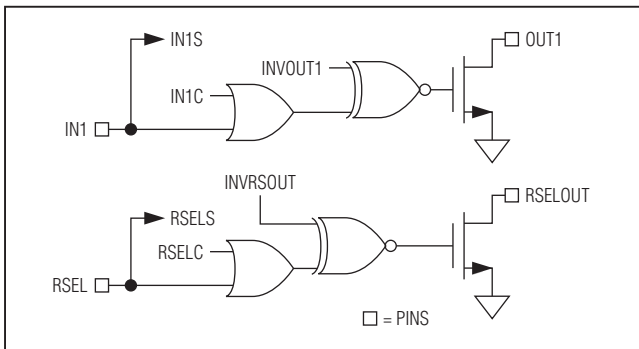 IN1S
OUT1
INVOUT1
IN1C
IN1
INVRSOUT
RSELOUT
RSELS
RSELC
RSEL
= PINS